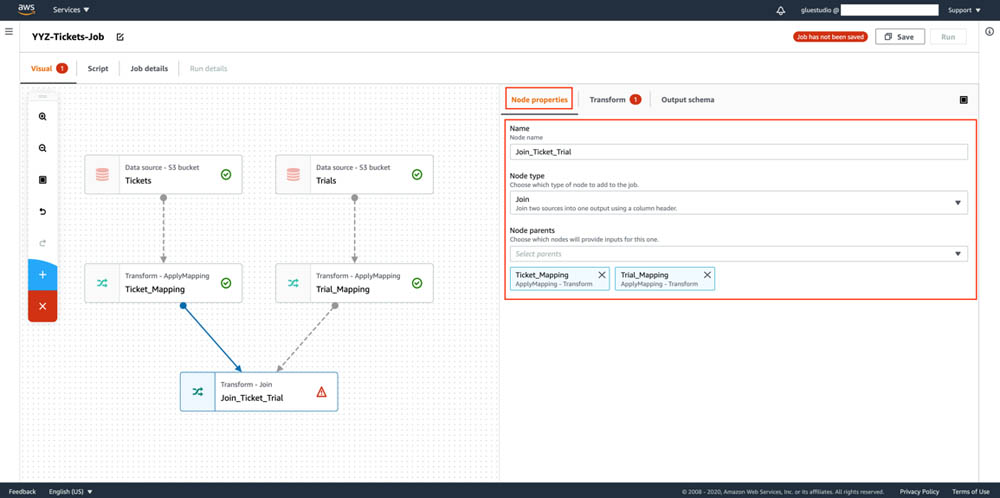 aws
Services
gluestudio @
Support
YYZ-Tickets-Job
Job has not been saved
Save
Run
Visual 1
Script
Job details
Run details
Node properties
Transform 1
Output schema
Data source - S3 bucket
Tickets
Data source - S3 bucket
Trials
Transform - ApplyMapping
Ticket_Mapping
Transform - ApplyMapping
Trial_Mapping
Transform - Join
Join_Ticket_Trial
Name
Node name
Join_Ticket_Trial
Node type
Choose which type of node to add to the job.
Join
Join two sources into one output using a column header.
Node parents
Choose which nodes will provide inputs for this one.
Select parents
Ticket_Mapping
ApplyMapping - Transform
Trial_Mapping
ApplyMapping - Transform
Feedback
English (US)
© 2008 - 2020, Amazon Web Services, Inc. or its affiliates. All rights reserved.
Privacy Policy
Terms of Use